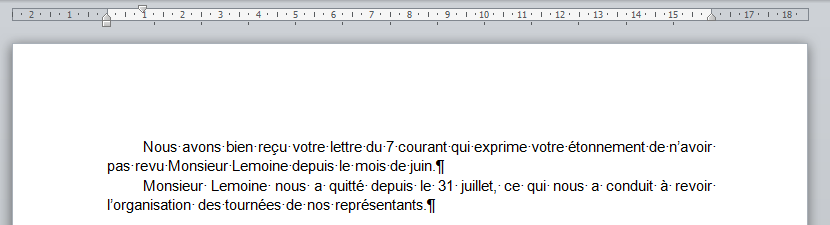 2 1 1 2 3 4 5 6 7 8 9 10 11 12 13 14 15 17 18
Nous·avons·bien·reçu·votre·lettre·du·7·courant·qui·exprime·votre·étonnement·de·n’avoir·
pas·revu·Monsieur·Lemoine·depuis·le·mois·de·juin.¶
Monsieur·Lemoine·nous·a·quitté·depuis·le·31·juillet,·ce·qui·nous·a·conduit·à·revoir·
l’organisation·des·tournées·de·nos·représentants.¶